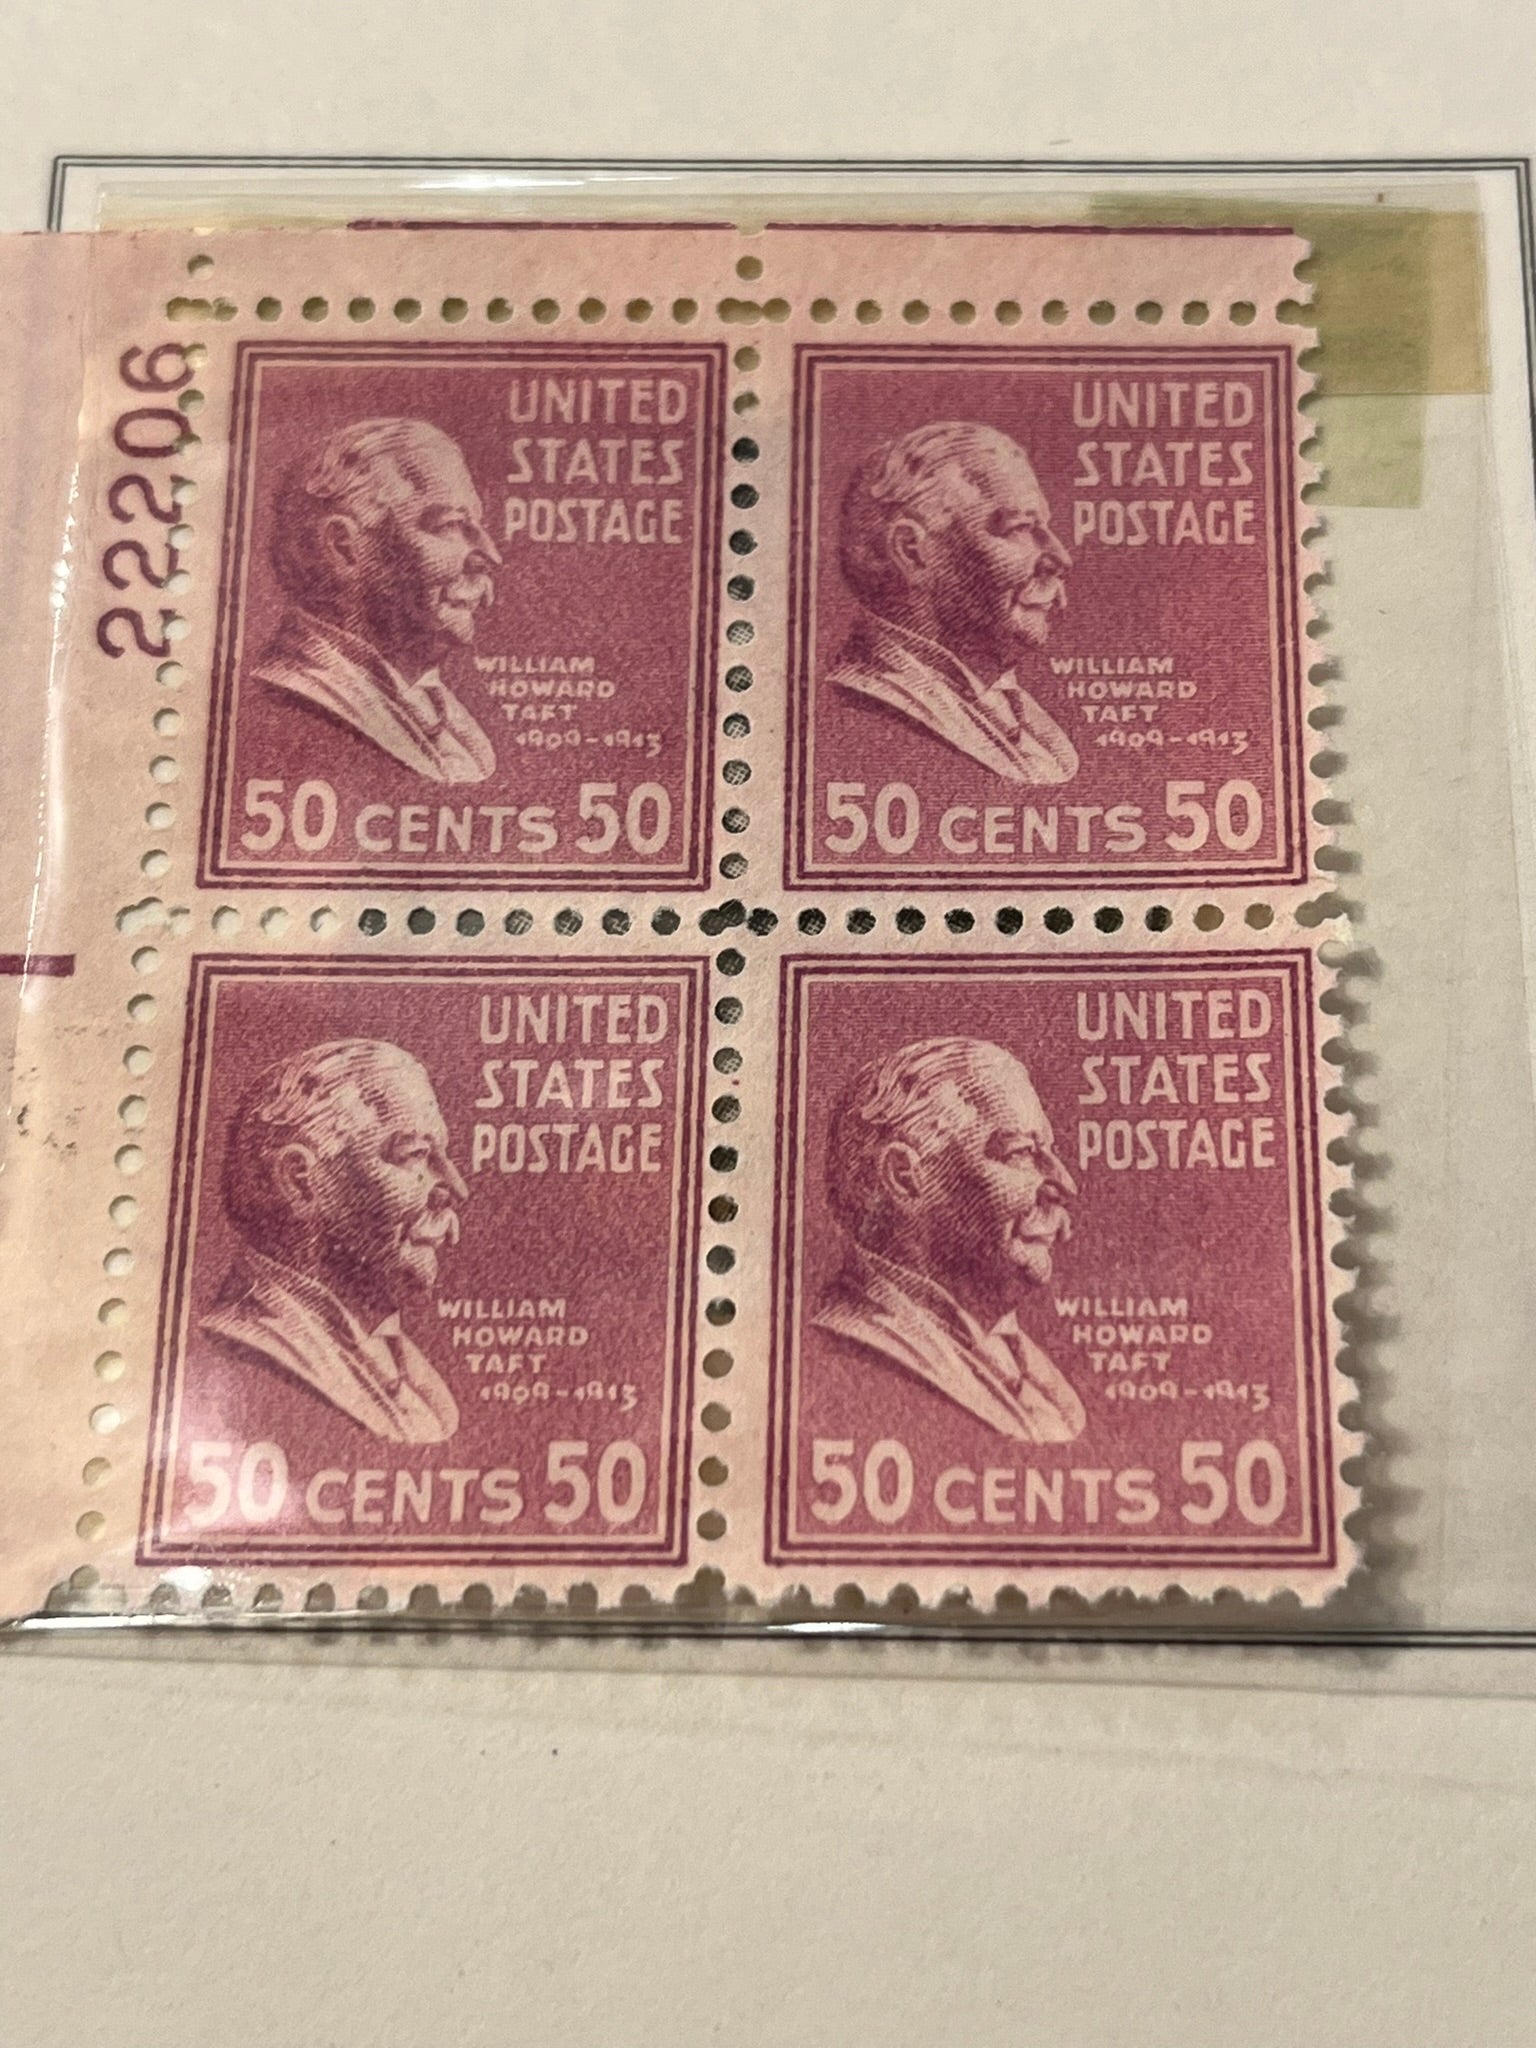 22206
UNITED
STATES
POSTAGE
WILLIAM
HOWARD
TAFT
1909-1913
50 CENTS 50
UNITED
STATES
POSTAGE
WILLIAM
HOWARD
TAFT
1909-1913
50 CENTS 50
UNITED
STATES
POSTAGE
WILLIAM
HOWARD
TAFT
1909-1913
50 CENTS 50
UNITED
STATES
POSTAGE
WILLIAM
HOWARD
TAFT
1909-1913
50 CENTS 50